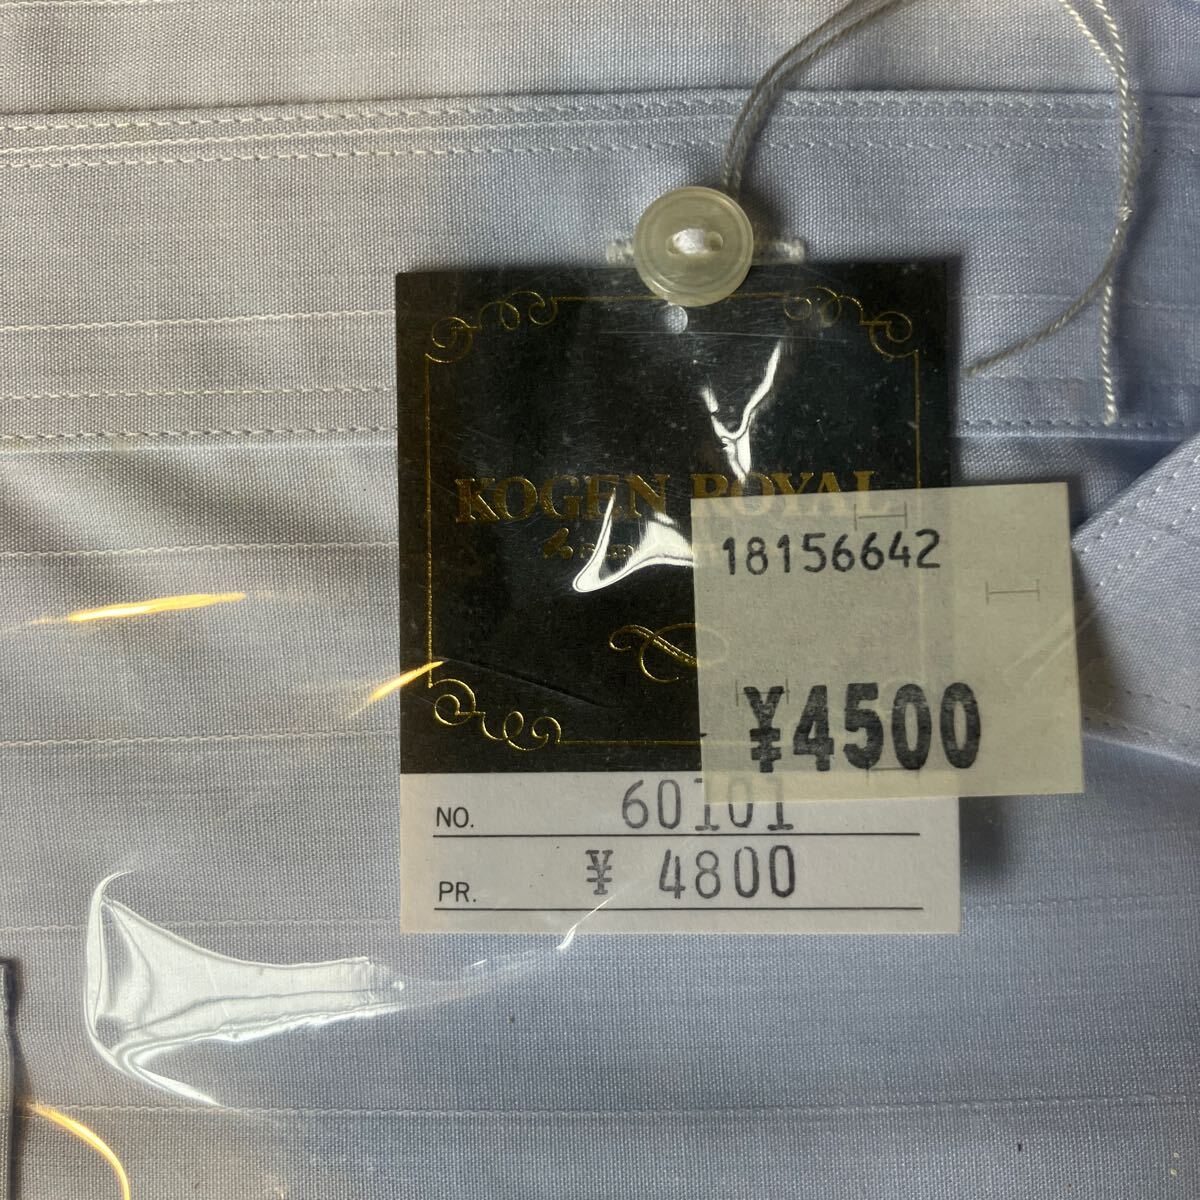 KOGEN ROYAL
18156642
¥4500
NO. 60101
PR. ¥ 4800